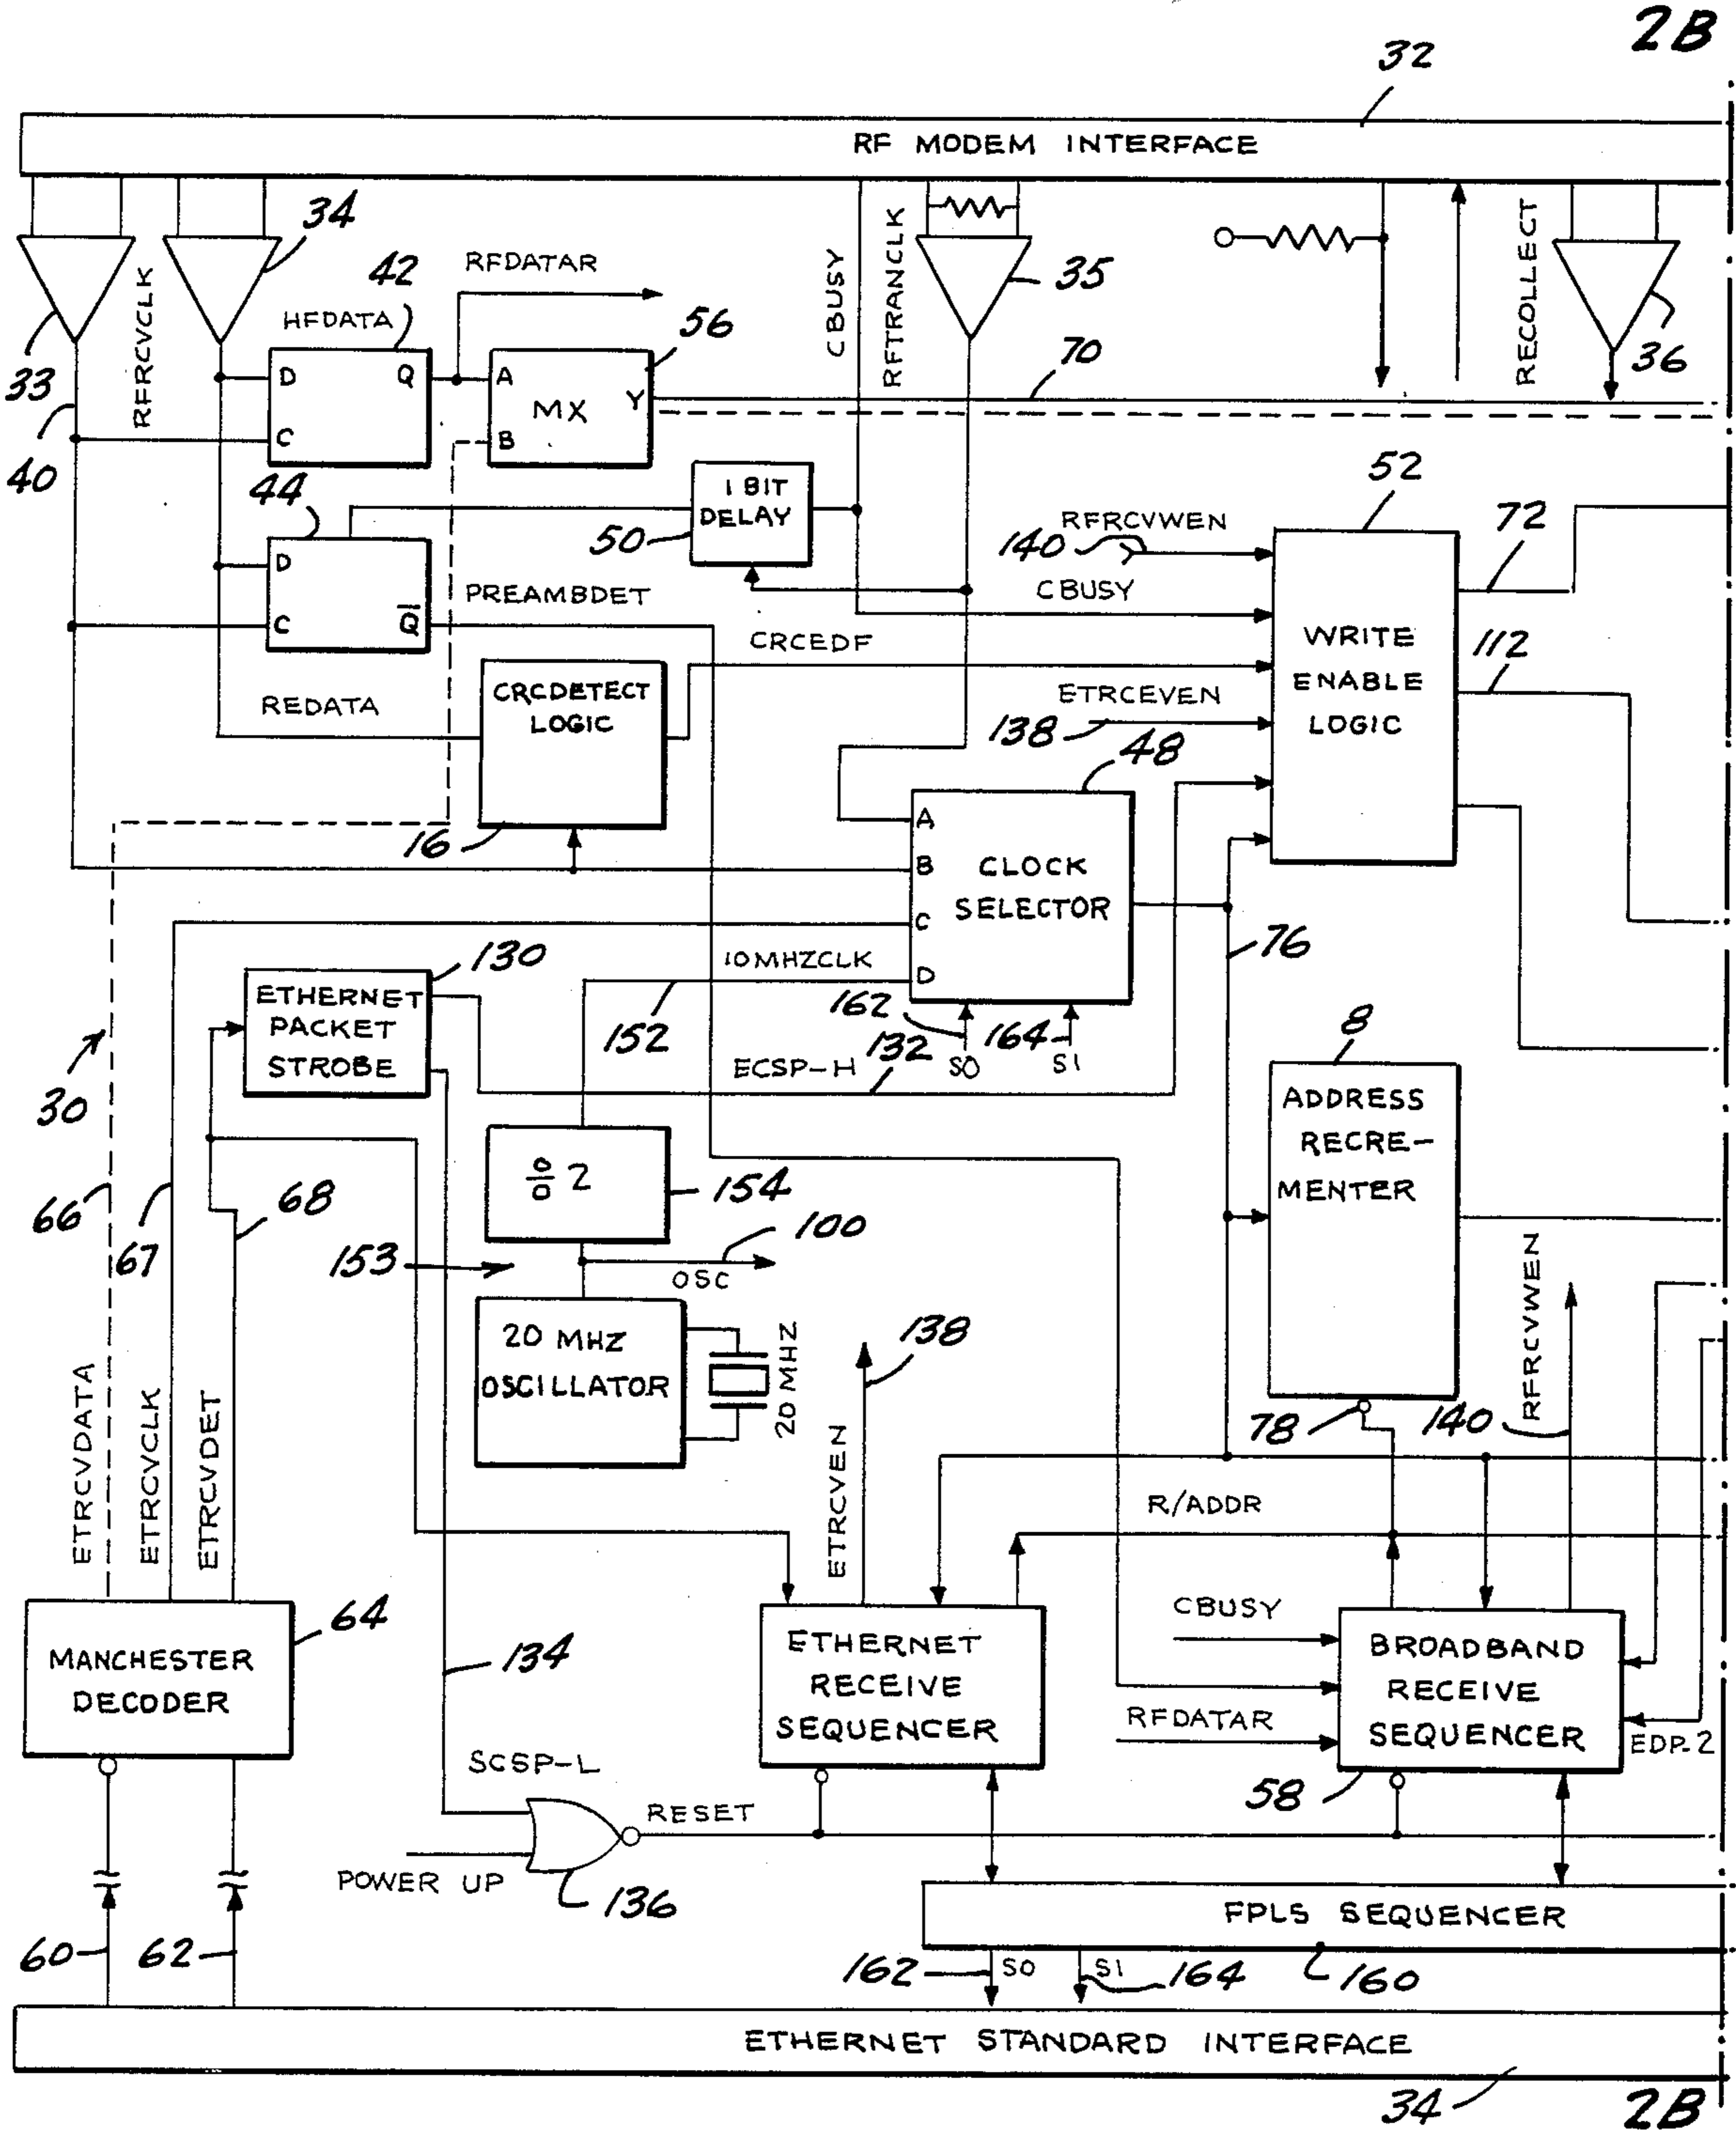 2B
32
RF MODEM INTERFACE
33
RFRCVCLK
34
40
HFDATA
42
RFDATAR
D
Q
C
A
MX
Y
B
56
CBUSY
RFTRANCLK
35
70
RECOLLECT
36
44
D
C
Q̅
PREAMBDET
1 BIT
DELAY
50
RFRCVWEN
140
CBUSY
CRCEDF
ETRCEVEN
138
52
WRITE
ENABLE
LOGIC
72
112
REDATA
CRCDETECT
LOGIC
16
48
A
B
C
D
CLOCK
SELECTOR
10MHZCLK
152
162
S0
164
S1
76
30
130
ETHERNET
PACKET
STROBE
ECSP-H
132
8
ADDRESS
RECRE-
MENTER
78
66
67
68
÷ 2
154
153
100
OSC
20 MHZ
OSCILLATOR
20 MHZ
138
ETRCVEN
RFRCVWEN
140
R/ADDR
ETRCVDATA
ETRCVCLK
ETRCVDET
64
MANCHESTER
DECODER
134
ETHERNET
RECEIVE
SEQUENCER
CBUSY
RFDATAR
BROADBAND
RECEIVE
SEQUENCER
EDP-2
58
SCSP-L
POWER UP
RESET
136
FPLS SEQUENCER
60
62
162
S0
S1
164
160
ETHERNET STANDARD INTERFACE
34
2B